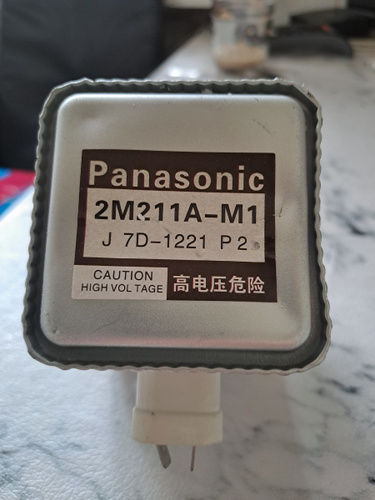 Panasonic
2M211A-M1
J 7D-1221 P2
CAUTION
HIGH VOLTAGE
高电压危险